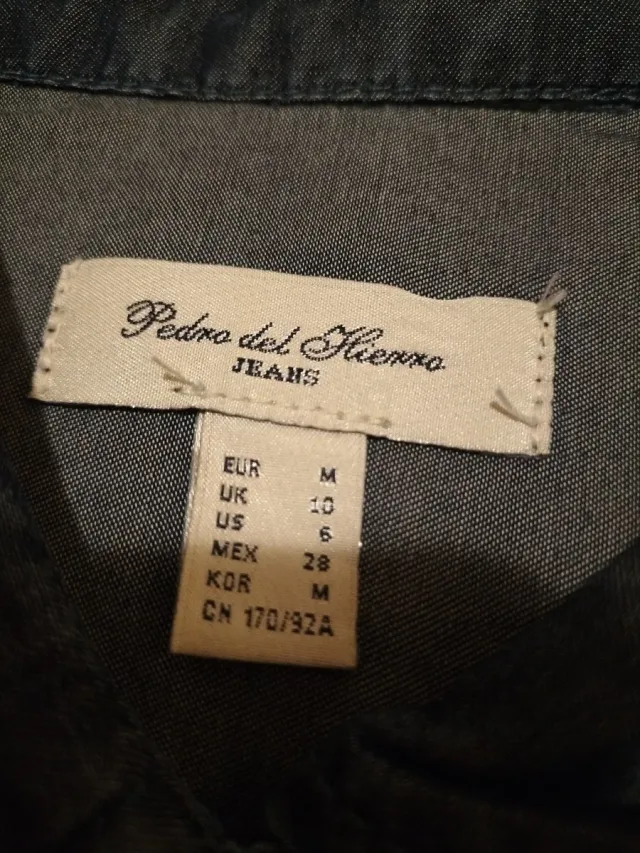 Pedro del Hierro
JEANS
EUR M
UK 10
US 6
MEX 28
KOR M
CN 170/92A